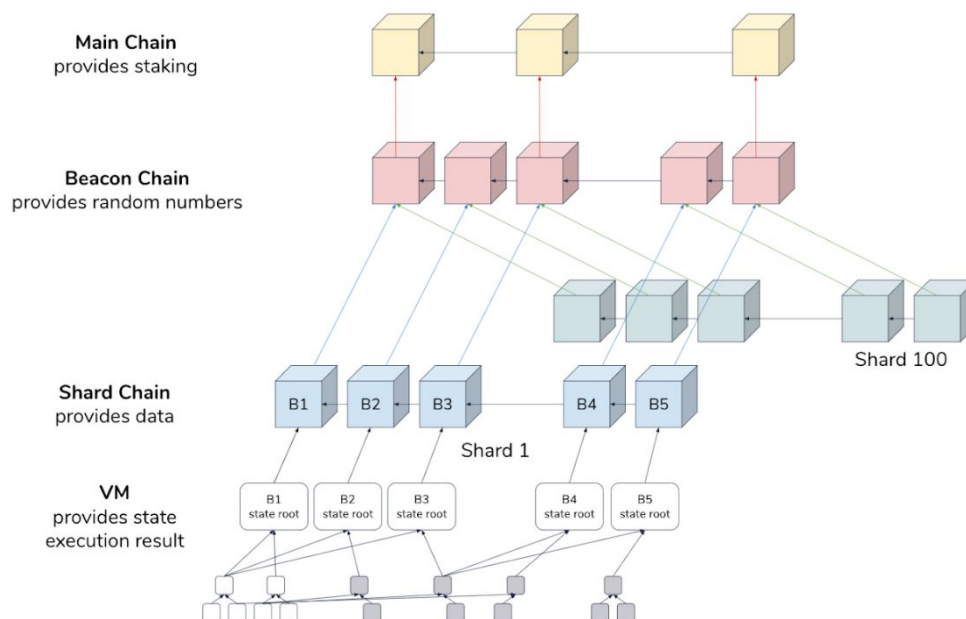 Main Chain
provides staking
Beacon Chain
provides random numbers
Shard 100
Shard Chain
provides data
B1
B2
B3
B4
B5
Shard 1
VM
provides state
execution result
B1
state root
B2
state root
B3
state root
B4
state root
B5
state root